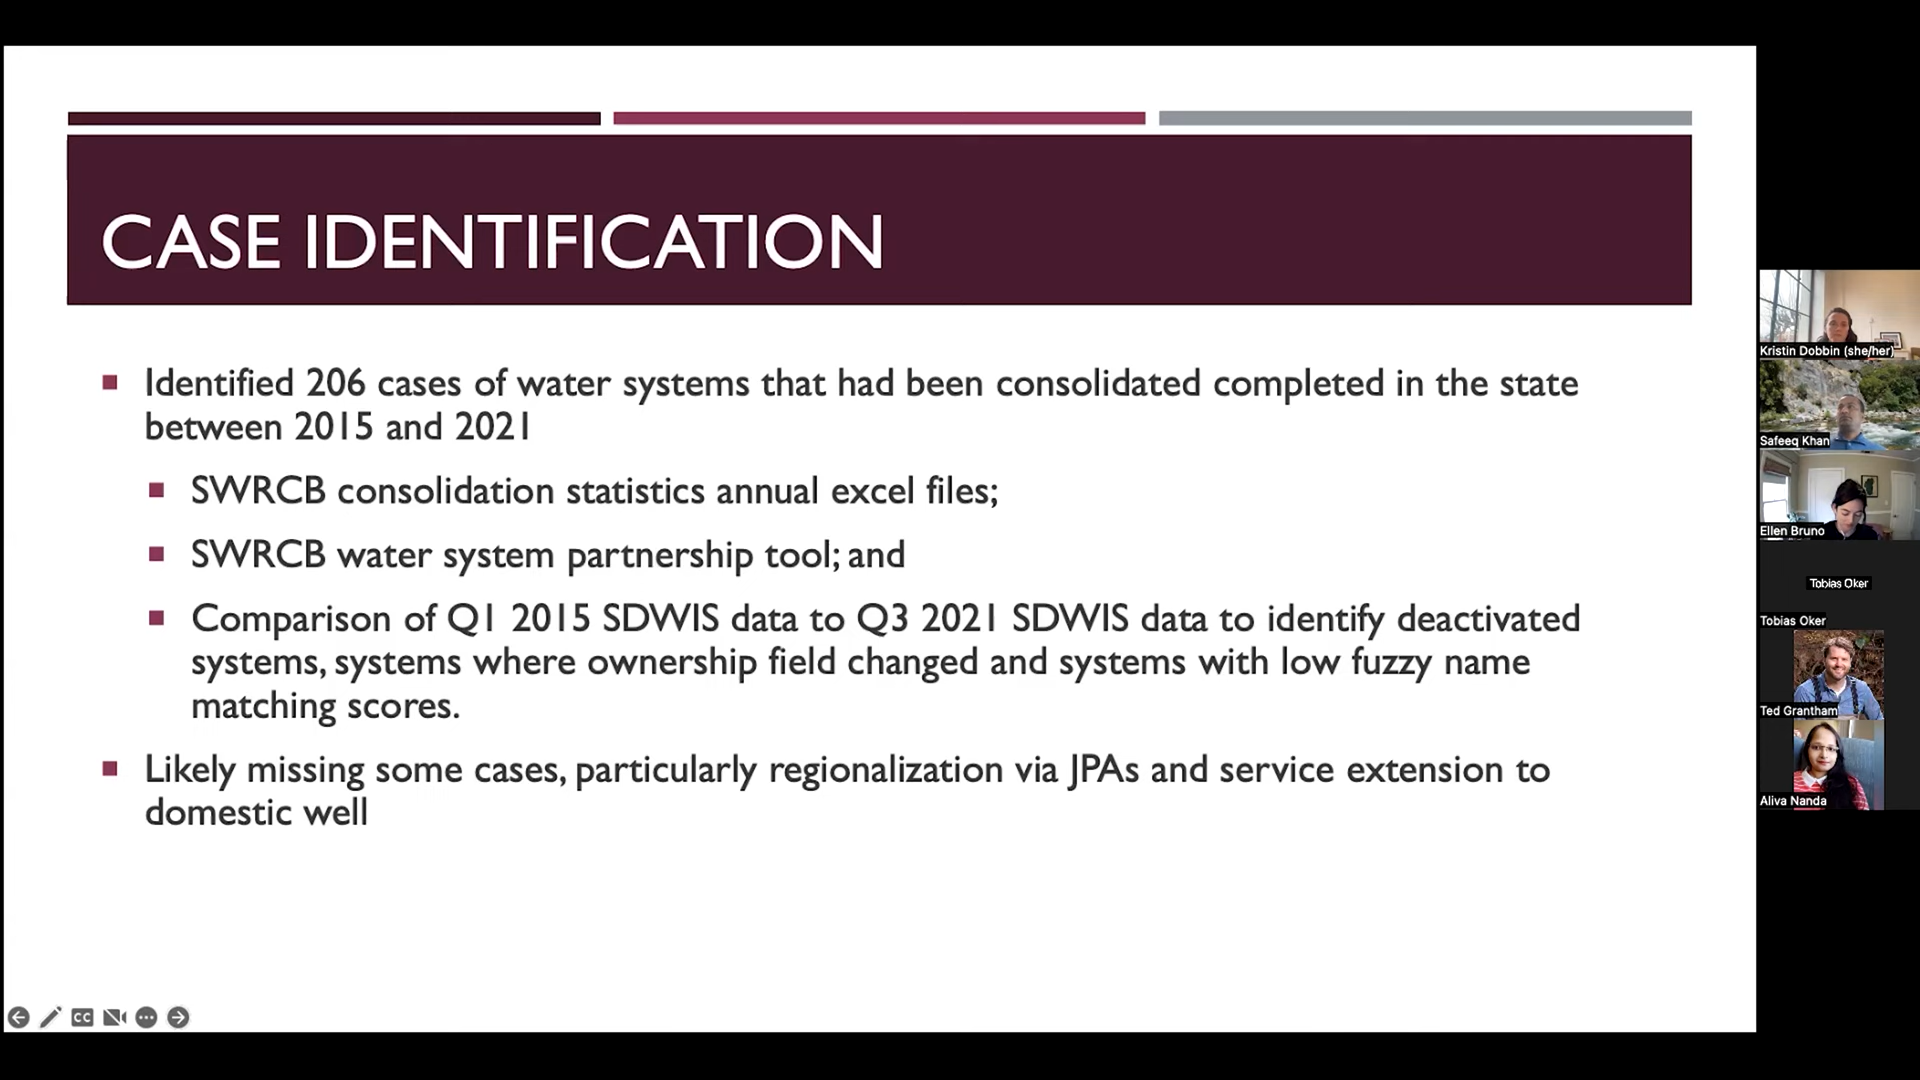 CASE IDENTIFICATION
Identified 206 cases of water systems that had been consolidated completed in the state
between 2015 and 2021
SWRCB consolidation statistics annual excel files;
SWRCB water system partnership tool; and
Comparison of Q1 2015 SDWIS data to Q3 2021 SDWIS data to identify deactivated
systems, systems where ownership field changed and systems with low fuzzy name
matching scores.
Likely missing some cases, particularly regionalization via JPAs and service extension to
domestic well
CC
Kristin Dobbin (she/her)
Safeeq Khan
Ellen Bruno
Tobias Oker
Tobias Oker
Ted Grantham
Aliva Nanda